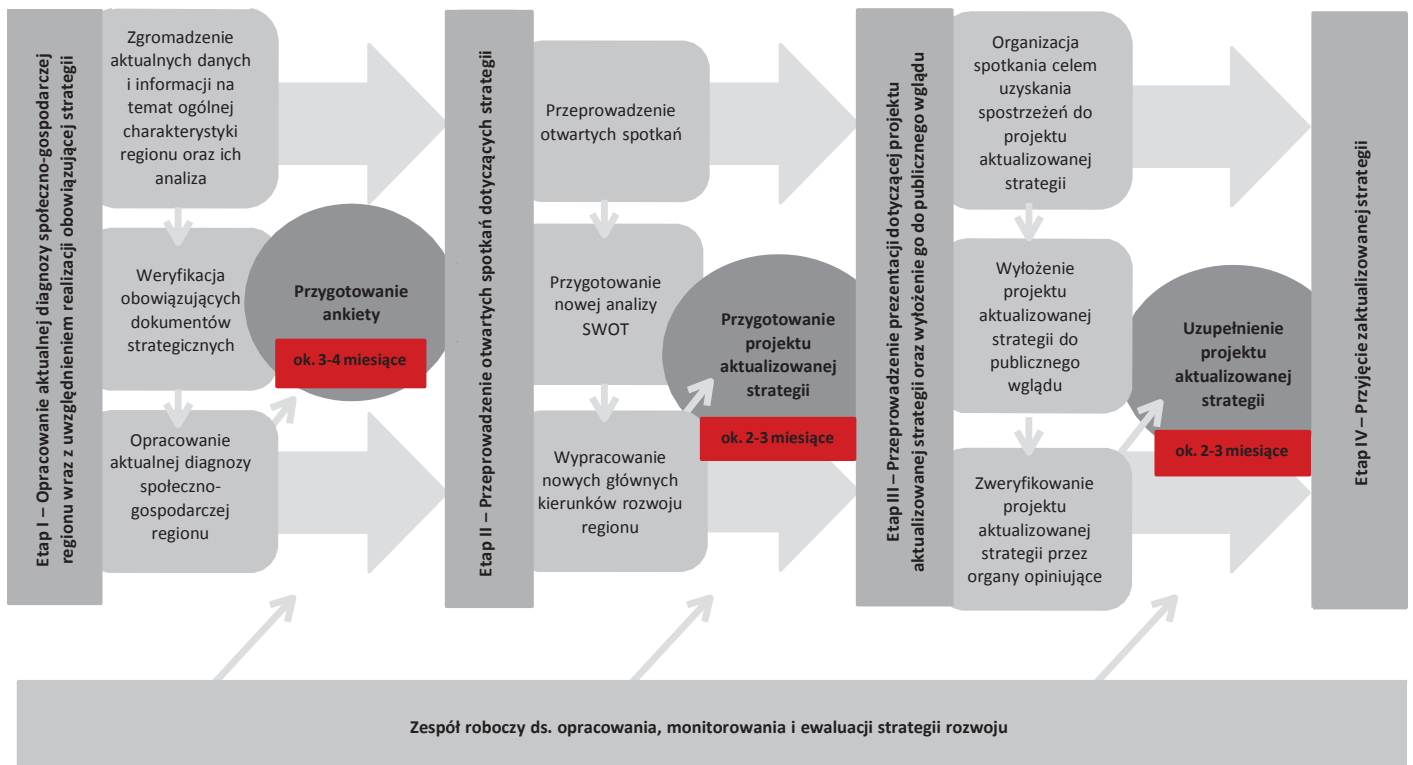 Etap I – Opracowanie aktualnej diagnozy społeczno-gospodarczej
regionu wraz z uwzględnieniem realizacji obowiązującej strategii
Zgromadzenie
aktualnych danych
i informacji na
temat ogólnej
charakterystyki
regionu oraz ich
analiza
Weryfikacja
obowiązujących
dokumentów
strategicznych
Opracowanie
aktualnej diagnozy
społeczno-
gospodarczej
regionu
Przygotowanie
ankiety
ok. 3-4 miesiące
Etap II – Przeprowadzenie otwartych spotkań dotyczących strategii
Przeprowadzenie
otwartych spotkań
Przygotowanie
nowej analizy
SWOT
Wypracowanie
nowych głównych
kierunków rozwoju
regionu
Przygotowanie
projektu
aktualizowanej
strategii
ok. 2-3 miesiące
Etap III – Przeprowadzenie prezentacji dotyczącej projektu
aktualizowanej strategii oraz wyłożenie go do publicznego wglądu
Organizacja
spotkania celem
uzyskania
spostrzeżeń do
projektu
aktualizowanej
strategii
Wyłożenie
projektu
aktualizowanej
strategii do
publicznego
wglądu
Zweryfikowanie
projektu
aktualizowanej
strategii przez
organy opiniujące
Uzupełnienie
projektu
aktualizowanej
strategii
ok. 2-3 miesiące
Etap IV – Przyjęcie zaktualizowanej strategii
Zespół roboczy ds. opracowania, monitorowania i ewaluacji strategii rozwoju